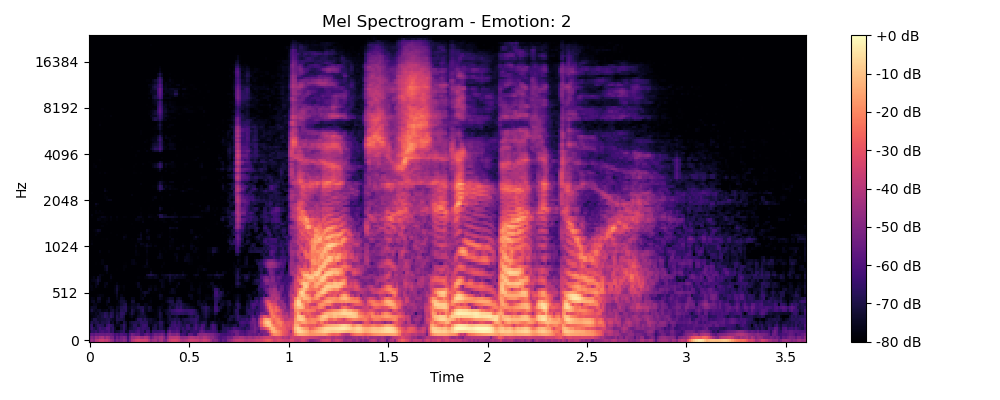 Mel Spectrogram - Emotion: 2
Hz
16384
8192
4096
2048
1024
512
0
0 0.5 1 1.5 2 2.5 3 3.5
Time
+0 dB
-10 dB
-20 dB
-30 dB
-40 dB
-50 dB
-60 dB
-70 dB
-80 dB